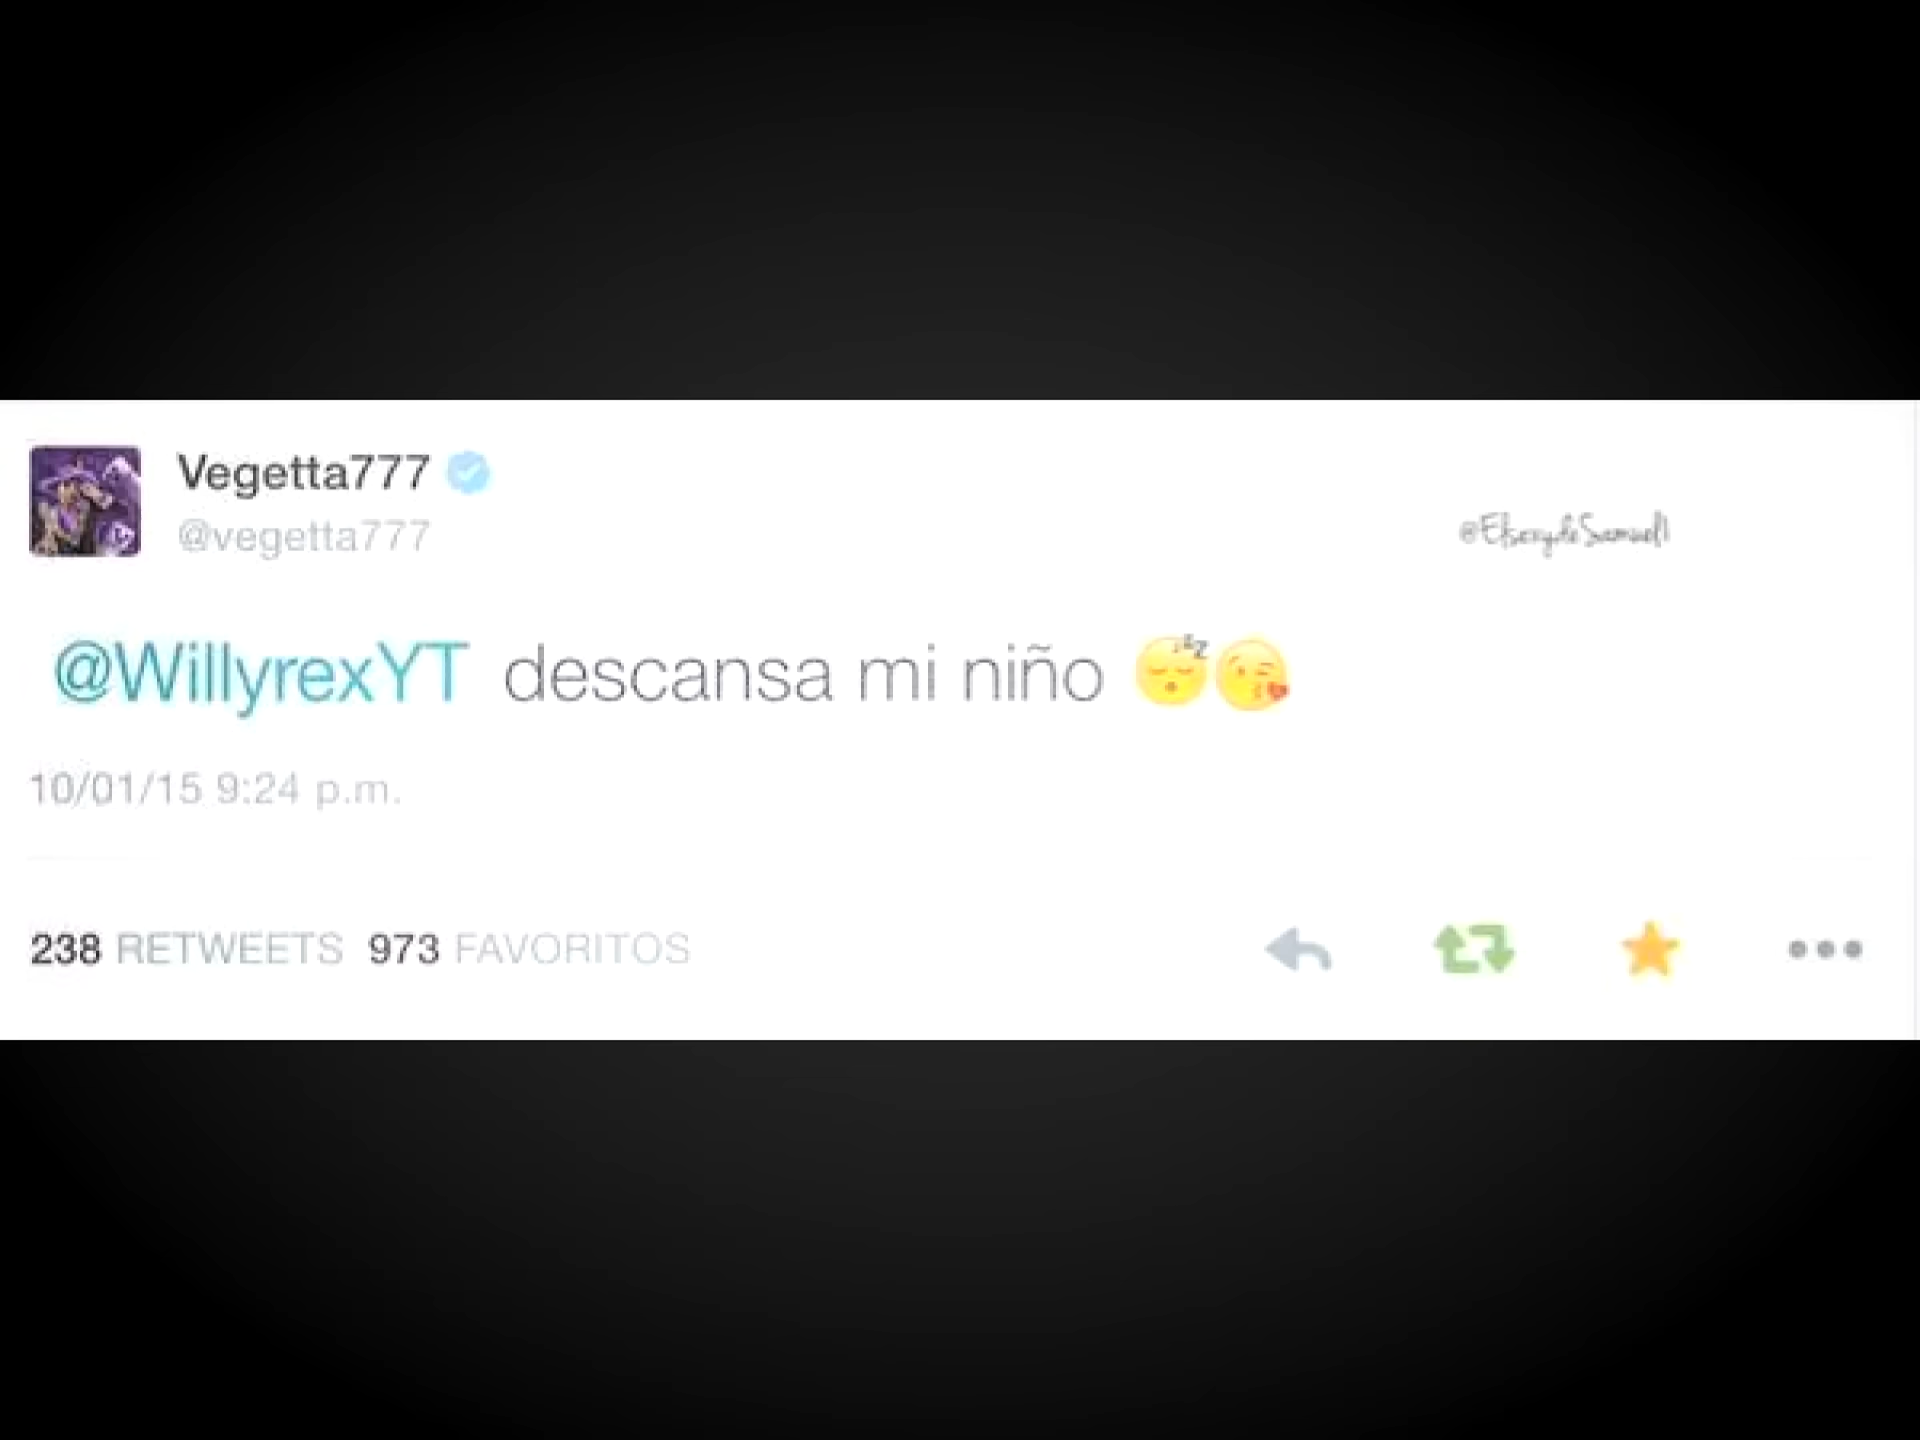 Vegetta777
@vegetta777
@WillyrexYT descansa mi niño 😴😘
10/01/15 9:24 p.m.
238 RETWEETS 973 FAVORITOS